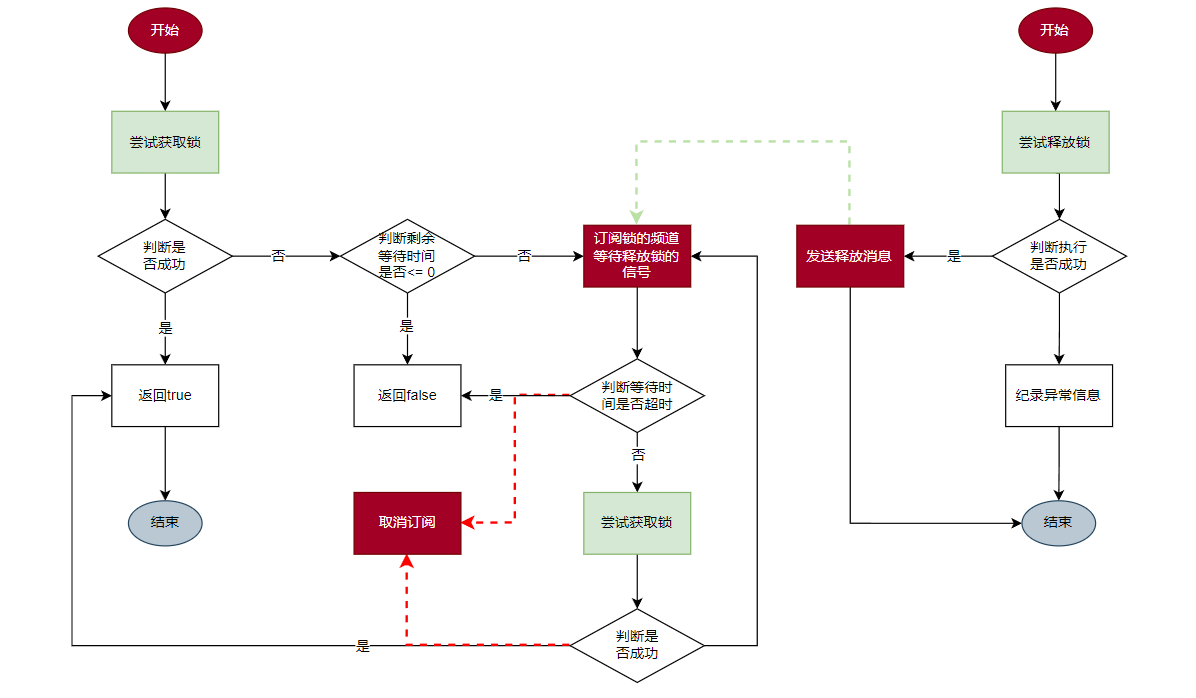 开始
开始
尝试获取锁
尝试释放锁
判断是
否成功
否
判断剩余
等待时间
是否<= 0
否
订阅锁的频道
等待释放锁的
信号
发送释放消息
是
判断执行
是否成功
是
是
返回true
返回false
是
判断等待时
间是否超时
纪录异常信息
否
结束
取消订阅
尝试获取锁
结束
是
判断是
否成功